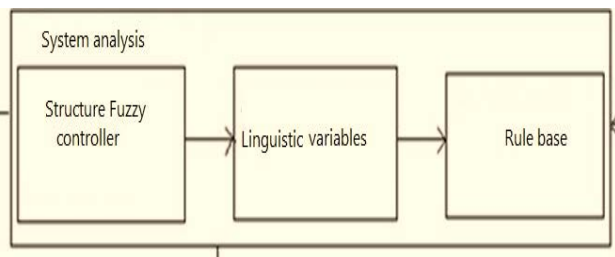 System analysis
Structure Fuzzy
controller
Linguistic variables
Rule base